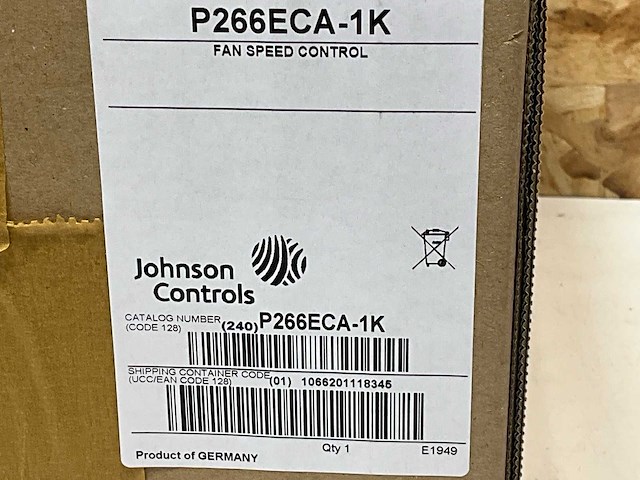 P266ECA-1K
FAN SPEED CONTROL
Johnson
Controls
CATALOG NUMBER
(CODE 128)
(240)P266ECA-1K
SHIPPING CONTAINER CODE
(UCC/EAN CODE 128)
(01) 1066201118345
Qty 1
E1949
Product of GERMANY